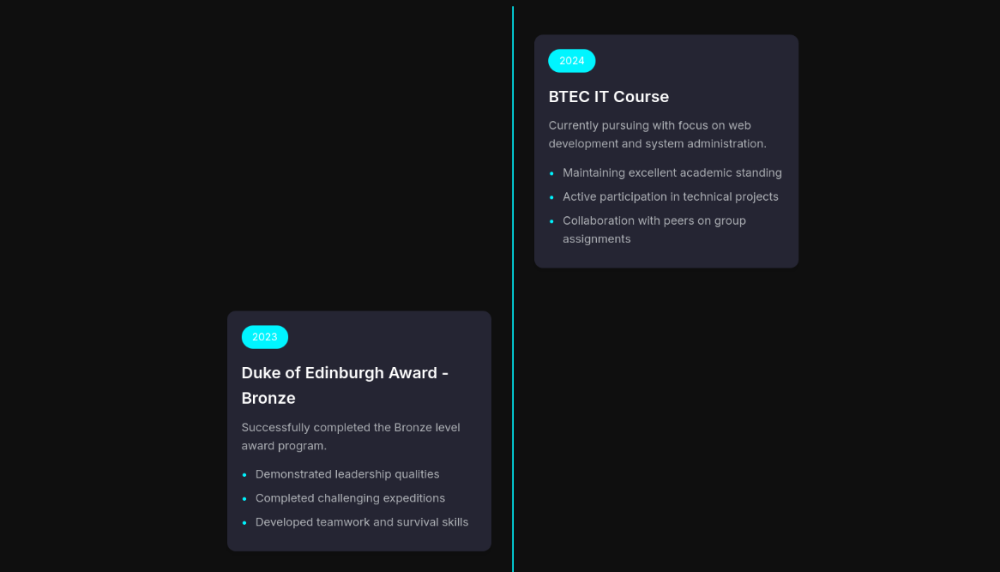 2024
BTEC IT Course
Currently pursuing with focus on web
development and system administration.
• Maintaining excellent academic standing
• Active participation in technical projects
• Collaboration with peers on group
assignments
2023
Duke of Edinburgh Award -
Bronze
Successfully completed the Bronze level
award program.
• Demonstrated leadership qualities
• Completed challenging expeditions
• Developed teamwork and survival skills